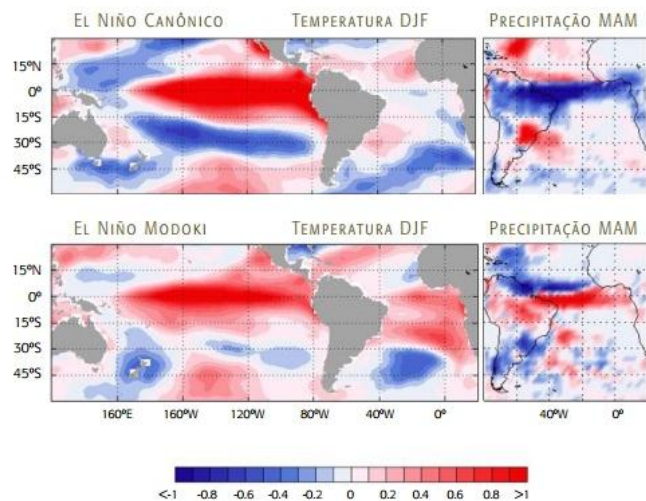 El Niño Canônico Temperatura DJF Precipitação MAM
15ºN
0º
15ºS
30ºS
45ºS
El Niño Modoki Temperatura DJF Precipitação MAM
15ºN
0º
15ºS
30ºS
45ºS
160ºE 160ºW 120ºW 80ºW 40ºW 0º 40ºW 0º
<-1 -0.8 -0.6 -0.4 -0.2 0 0.2 0.4 0.6 0.8 >1